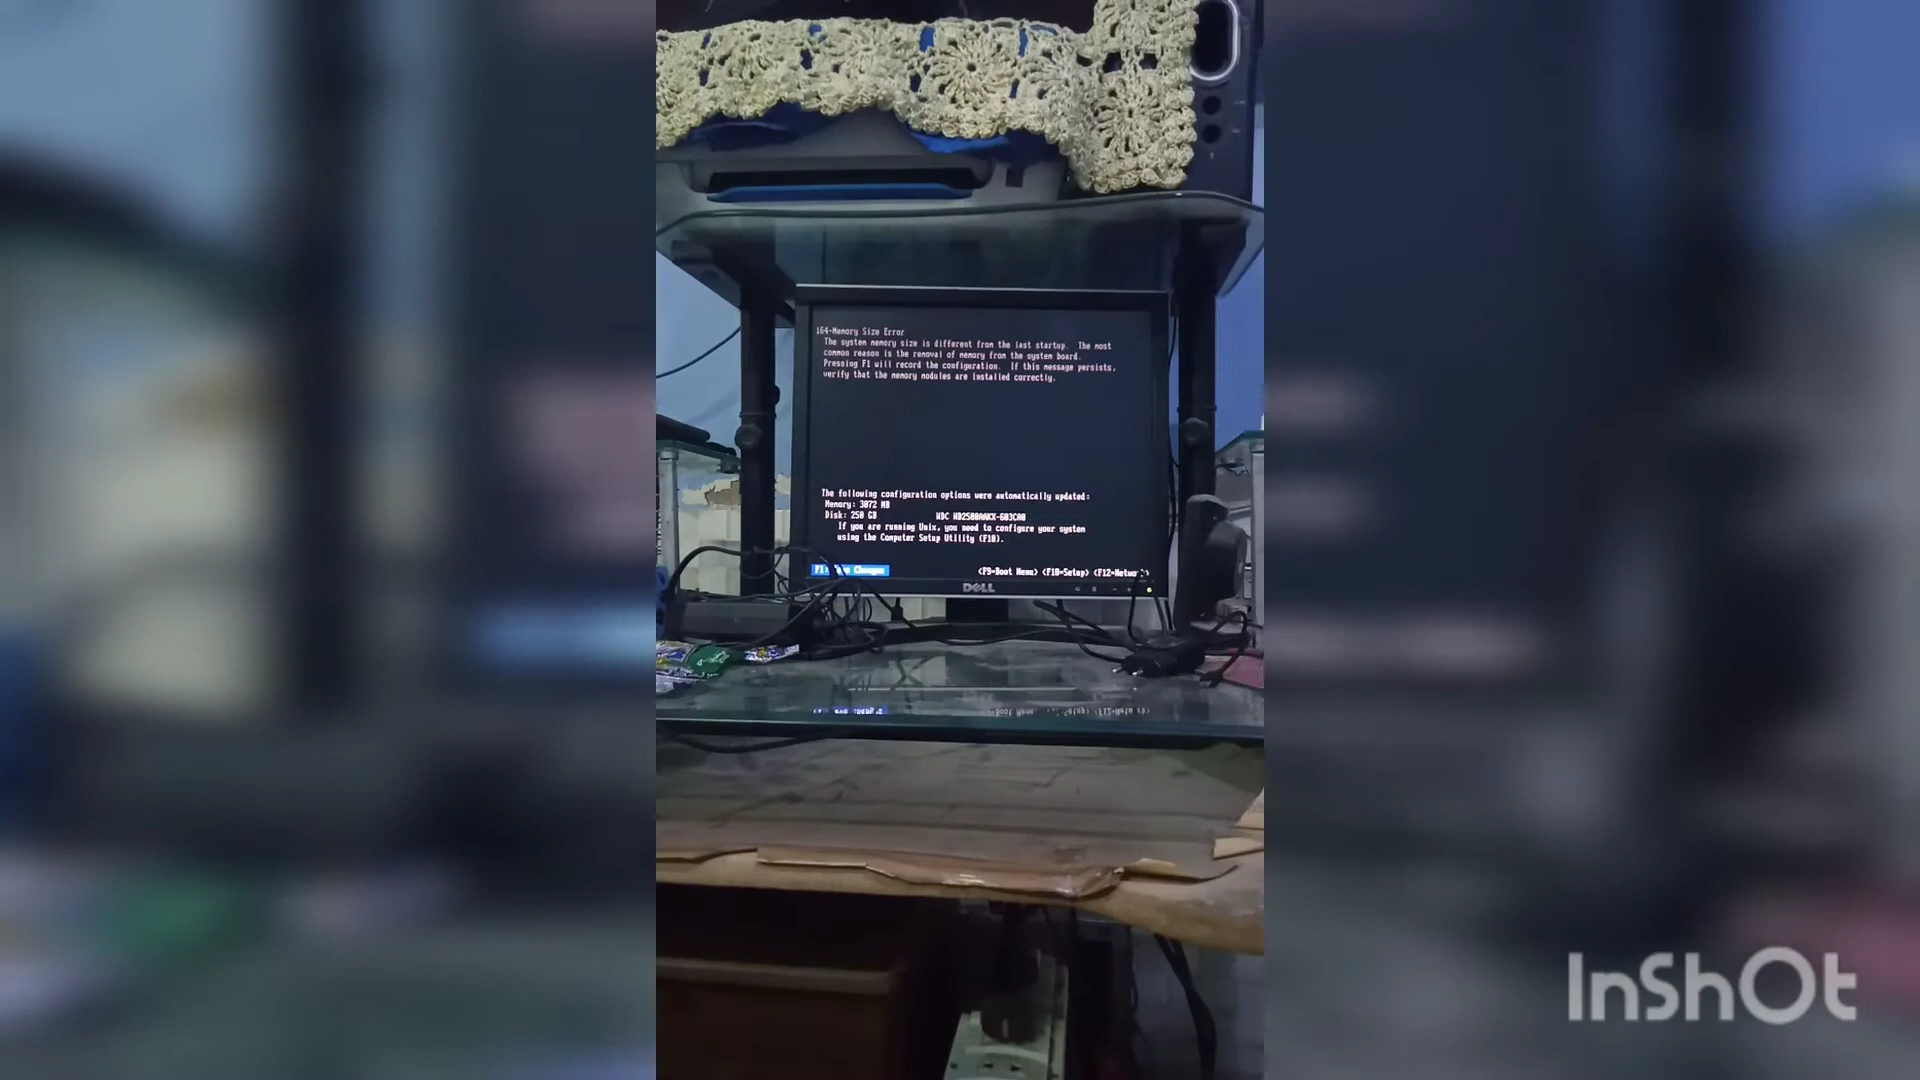 164-Memory Size Error
The system memory size is different from the last startup. The most
common reason is the removal of memory from the system board.
Pressing F1 will record the configuration. If this message persists,
verify that the memory modules are installed correctly.
The following configuration options were automatically updated:
Memory: 3072 MB
Disk: 250 GB WDC WD2500AAKX-603CA0
If you are running Unix, you need to configure your system
using the Computer Setup Utility (F10).
Changes <F9=Boot Menu> <F10=Setup>
DELL
InShOt